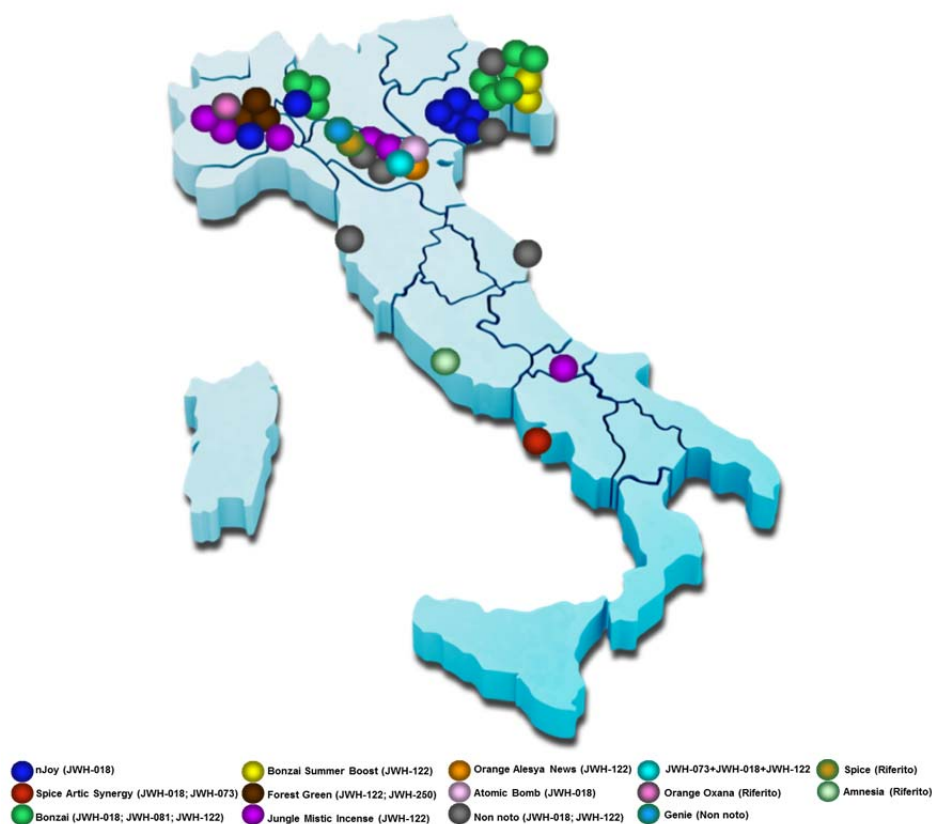 nJoy (JWH-018)
Bonzai Summer Boost (JWH-122)
Orange Alesya News (JWH-122)
JWH-073+JWH-018+JWH-122
Spice (Riferito)
Spice Artic Synergy (JWH-018; JWH-073)
Forest Green (JWH-122; JWH-250)
Atomic Bomb (JWH-018)
Orange Oxana (Riferito)
Amnesia (Riferito)
Bonzai (JWH-018; JWH-081; JWH-122)
Jungle Mistic Incense (JWH-122)
Non noto (JWH-018; JWH-122)
Genie (Non noto)